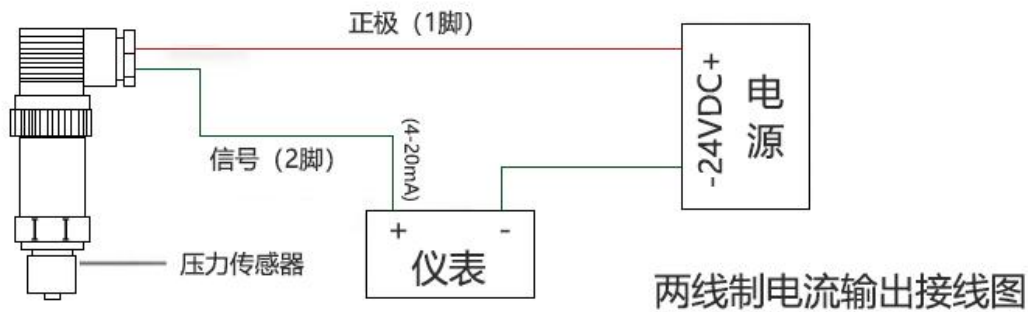 正极（1脚）
-24VDC+
电源
信号（2脚）
(4-20mA)
+ -
仪表
压力传感器
两线制电流输出接线图